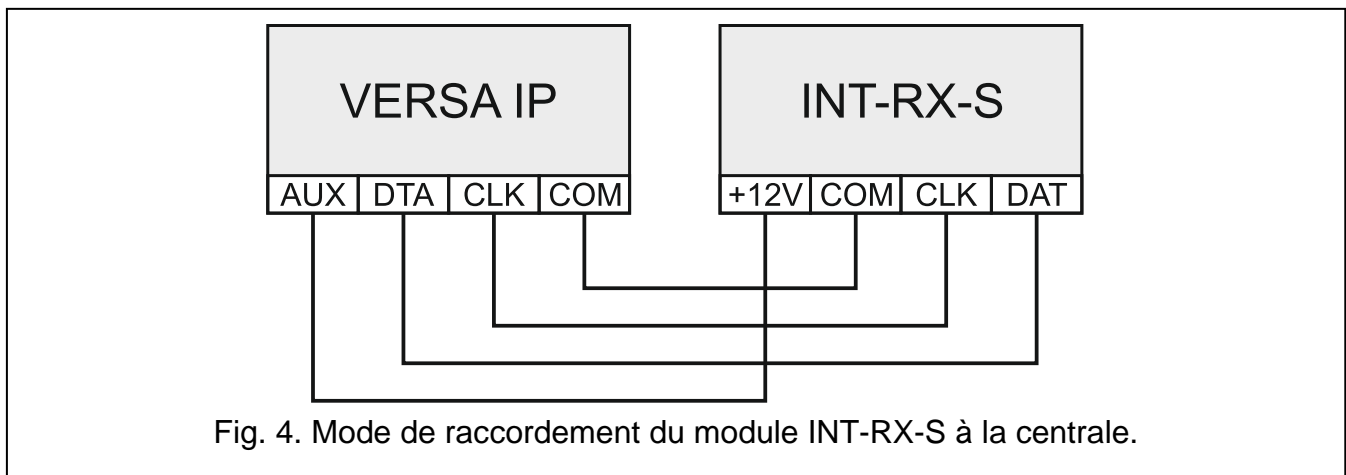 VERSA IP
INT-RX-S
AUX DTA CLK COM
+12V COM CLK DAT
Fig. 4. Mode de raccordement du module INT-RX-S à la centrale.